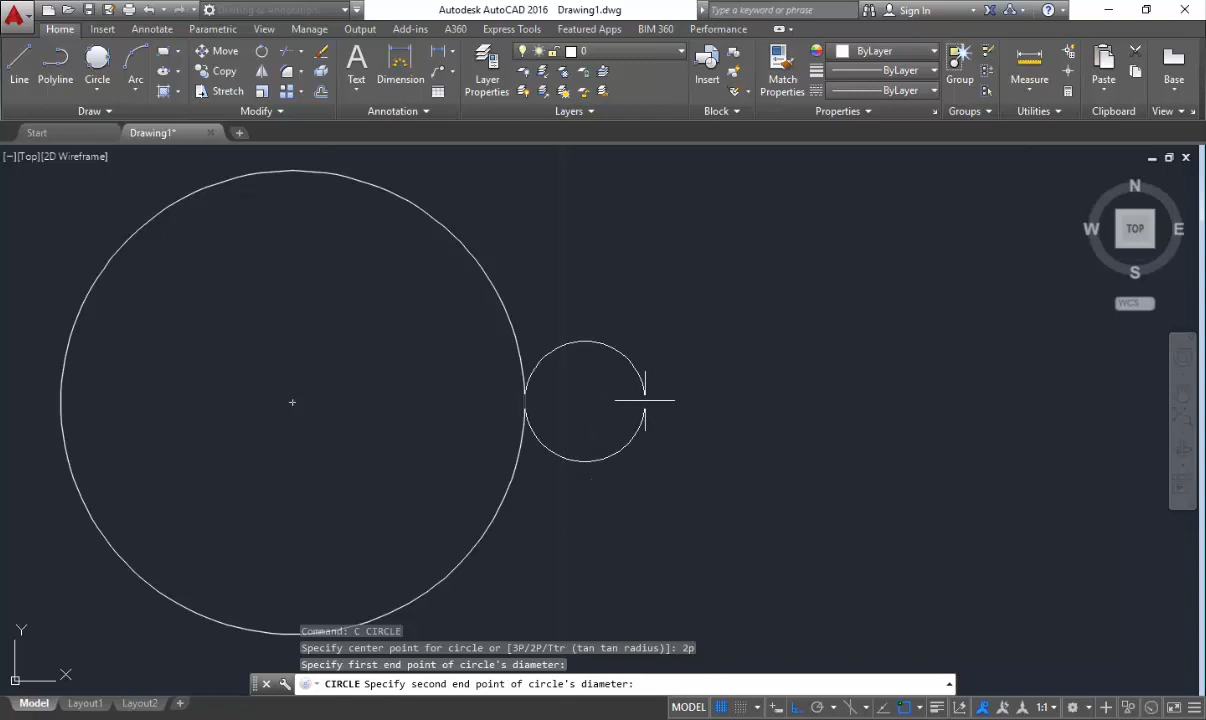 Drafting & Annotation
Autodesk AutoCAD 2016 Drawing1.dwg
Type a keyword or phrase
Sign In
Home Insert Annotate Parametric View Manage Output Add-ins A360 Express Tools Featured Apps BIM 360 Performance
Move
Copy
Stretch
0
ByLayer
ByLayer
ByLayer
Line Polyline Circle Arc Text Dimension Layer Properties Insert Match Properties Group Measure Paste Base
Draw Modify Annotation Layers Block Properties Groups Utilities Clipboard View
Start Drawing1*
[−][Top][2D Wireframe]
N
W TOP E
S
WCS
Command: C CIRCLE
Specify center point for circle or [3P/2P/Ttr (tan tan radius)]: 2p
Specify first end point of circle's diameter:
CIRCLE Specify second end point of circle's diameter:
Y
X
Model Layout1 Layout2
MODEL 1:1